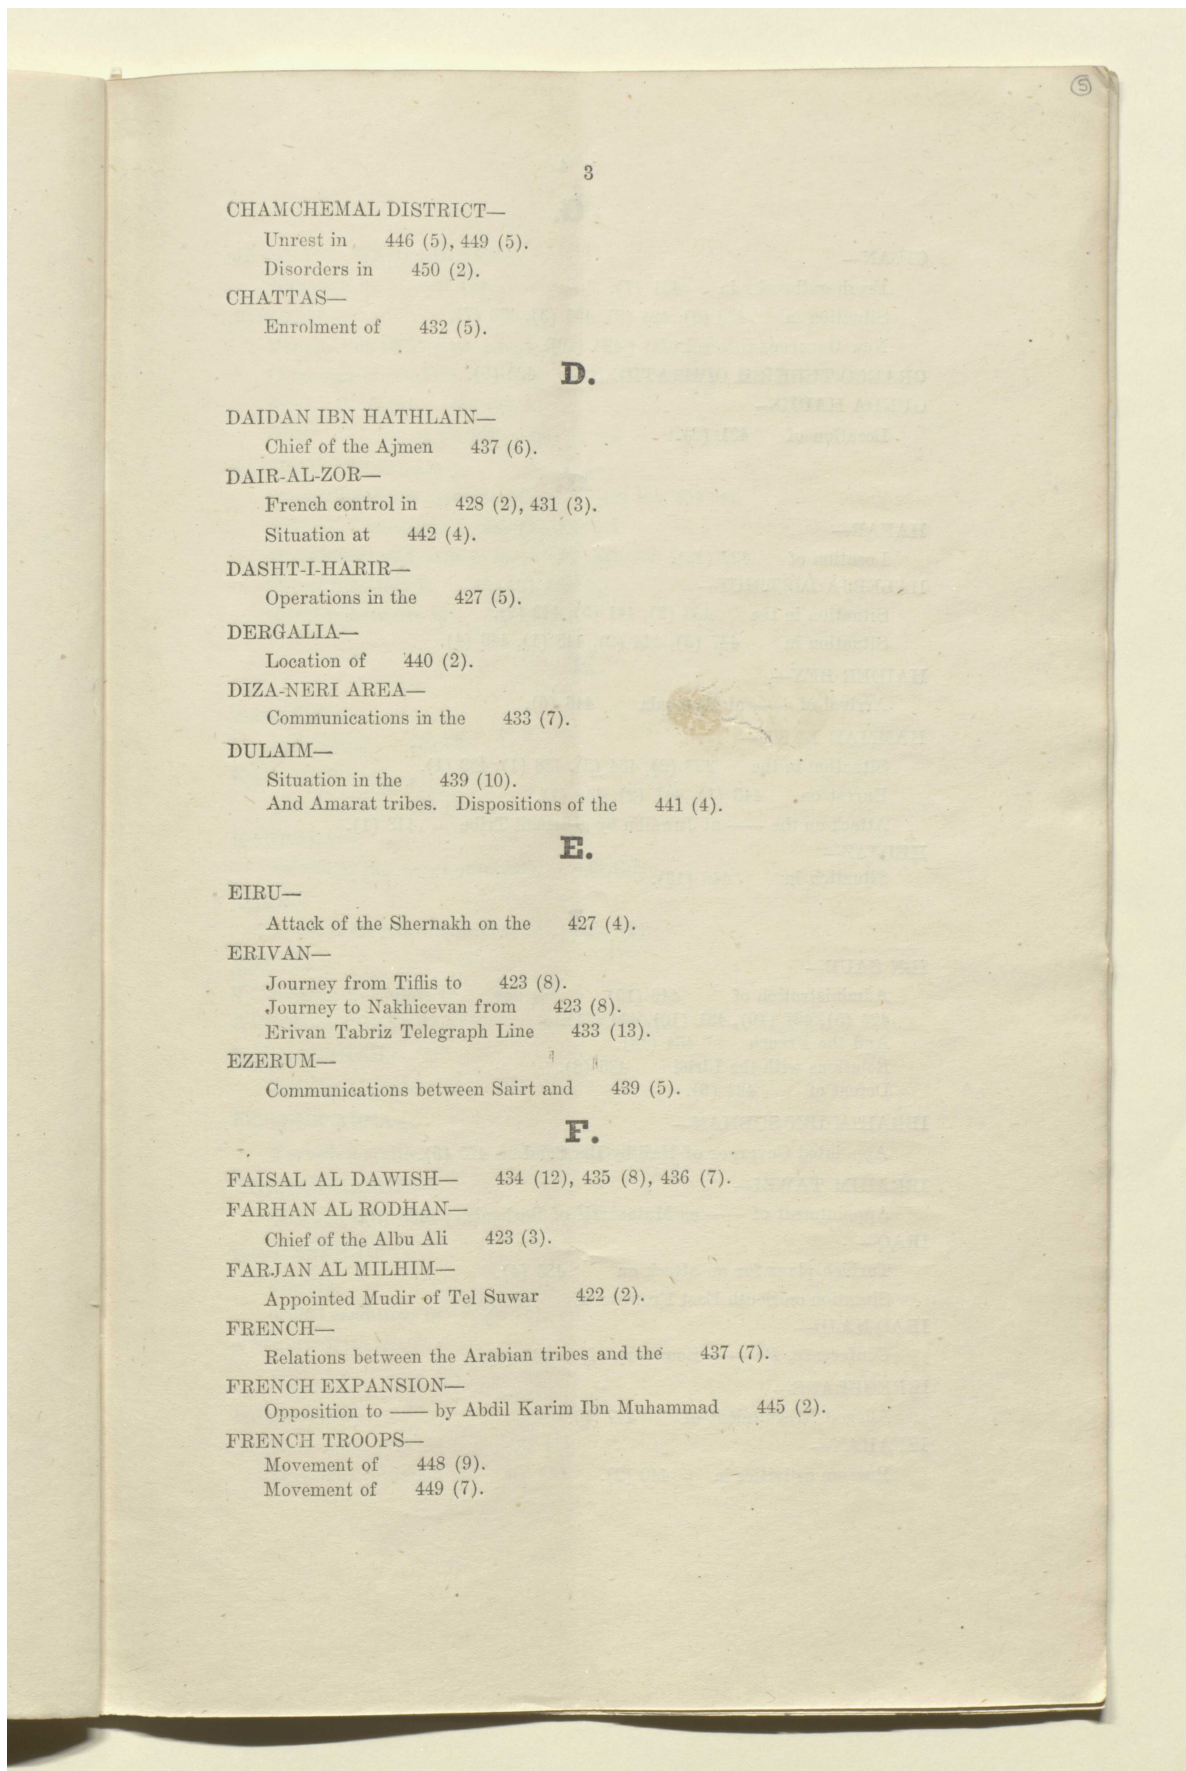 5
3
CHAMCHEMAL DISTRICT—
Unrest in 446 (5), 449 (5).
Disorders in 450 (2).
CHATTAS—
Enrolment of 432 (5).
D.
DAIDAN IBN HATHLAIN—
Chief of the Ajmen 437 (6).
DAIR-AL-ZOR—
French control in 428 (2), 431 (3).
Situation at 442 (4).
DASHT-I-HARIR—
Operations in the 427 (5).
DERGALIA—
Location of 440 (2).
DIZA-NERI AREA—
Communications in the 433 (7).
DULAIM—
Situation in the 439 (10).
And Amarat tribes. Dispositions of the 441 (4).
E.
EIRU—
Attack of the Shernakh on the 427 (4).
ERIVAN—
Journey from Tiflis to 423 (8).
Journey to Nakhicevan from 423 (8).
Erivan Tabriz Telegraph Line 433 (13).
EZERUM—
Communications between Sairt and 439 (5).
F.
FAISAL AL DAWISH— 434 (12), 435 (8), 436 (7).
FARHAN AL RODHAN—
Chief of the Albu Ali 423 (3).
FARJAN AL MILHIM—
Appointed Mudir of Tel Suwar 422 (2).
FRENCH—
Relations between the Arabian tribes and the 437 (7).
FRENCH EXPANSION—
Opposition to —— by Abdil Karim Ibn Muhammad 445 (2).
FRENCH TROOPS—
Movement of 448 (9).
Movement of 449 (7).